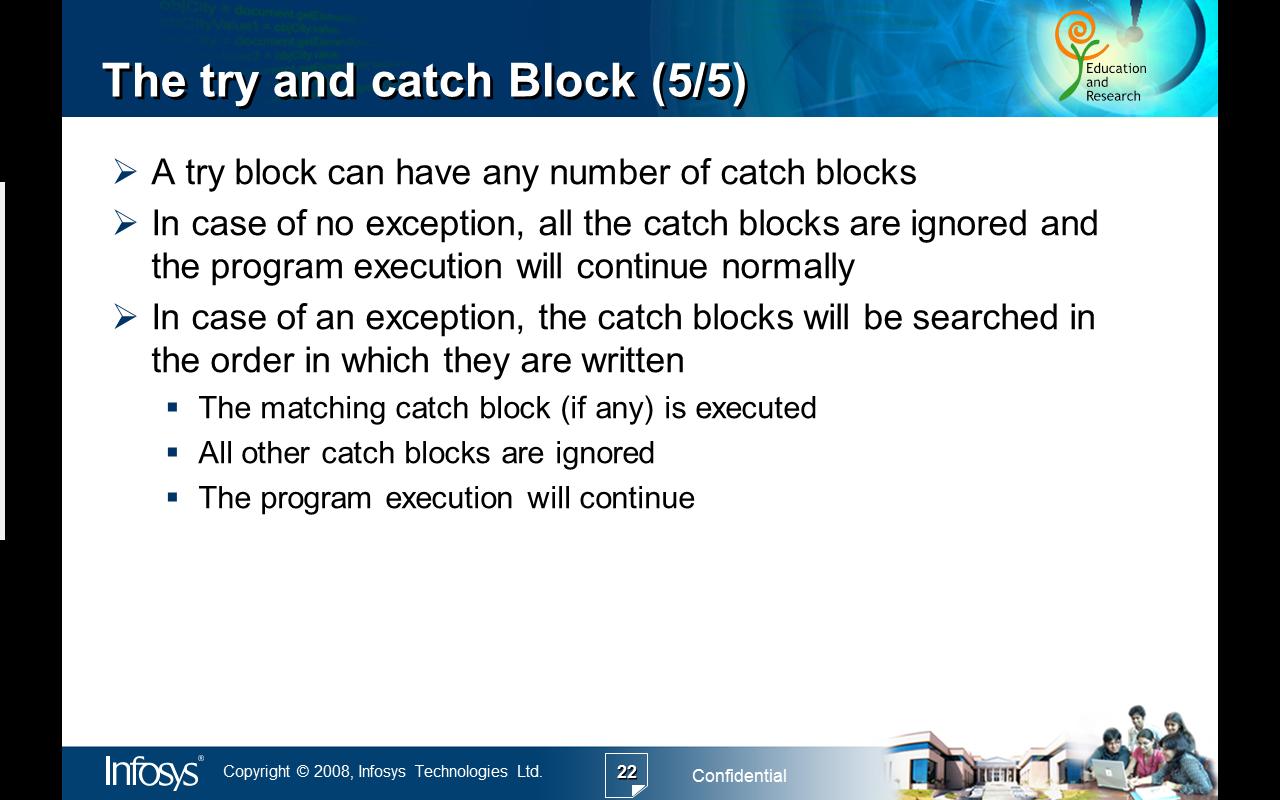 The try and catch Block (5/5)
Education
and
Research
A try block can have any number of catch blocks
In case of no exception, all the catch blocks are ignored and
the program execution will continue normally
In case of an exception, the catch blocks will be searched in
the order in which they are written
The matching catch block (if any) is executed
All other catch blocks are ignored
The program execution will continue
Infosys®
Copyright © 2008, Infosys Technologies Ltd.
22
Confidential